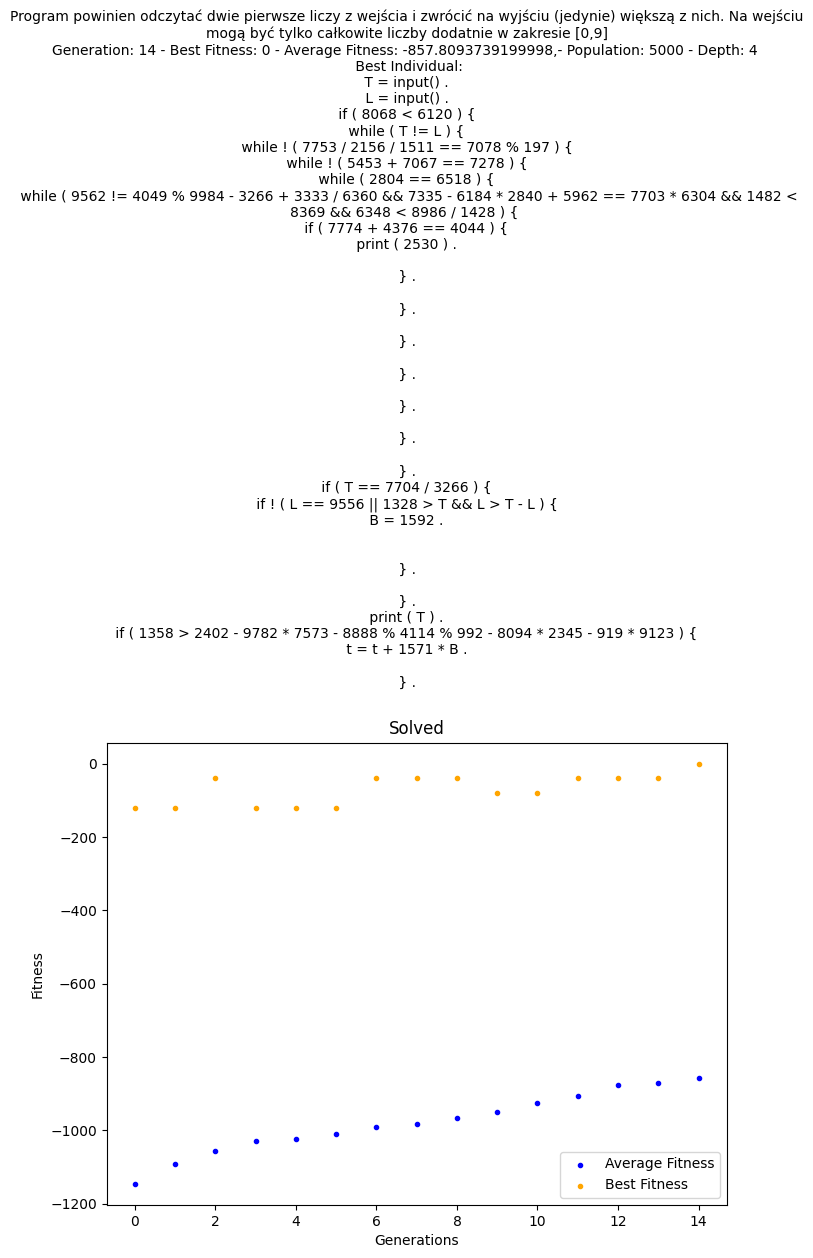 Program powinien odczytać dwie pierwsze liczy z wejścia i zwrócić na wyjściu (jedynie) większą z nich. Na wejściu
mogą być tylko całkowite liczby dodatnie w zakresie [0,9]
Generation: 14 - Best Fitness: 0 - Average Fitness: -857.8093739199998,- Population: 5000 - Depth: 4
Best Individual:
T = input() .
L = input() .
if ( 8068 < 6120 ) {
while ( T != L ) {
while ! ( 7753 / 2156 / 1511 == 7078 % 197 ) {
while ! ( 5453 + 7067 == 7278 ) {
while ( 2804 == 6518 ) {
while ( 9562 != 4049 % 9984 - 3266 + 3333 / 6360 && 7335 - 6184 * 2840 + 5962 == 7703 * 6304 && 1482 <
8369 && 6348 < 8986 / 1428 ) {
if ( 7774 + 4376 == 4044 ) {
print ( 2530 ) .
} .
} .
} .
} .
} .
} .
} .
if ( T == 7704 / 3266 ) {
if ! ( L == 9556 || 1328 > T && L > T - L ) {
B = 1592 .
} .
} .
print ( T ) .
if ( 1358 > 2402 - 9782 * 7573 - 8888 % 4114 % 992 - 8094 * 2345 - 919 * 9123 ) {
t = t + 1571 * B .
} .
Solved
0
−200
−400
−600
−800
−1000
−1200
Fitness
Average Fitness
Best Fitness
0 2 4 6 8 10 12 14
Generations